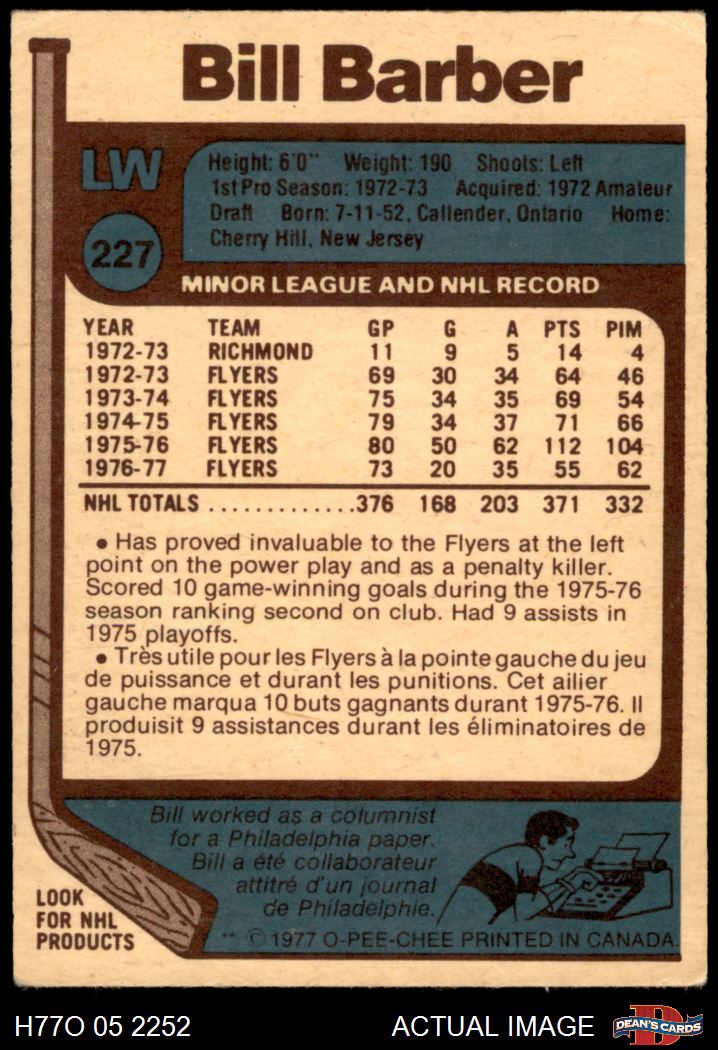 Bill Barber
LW
Height: 6'0" Weight: 190 Shoots: Left
1st Pro Season: 1972-73 Acquired: 1972 Amateur
Draft Born: 7-11-52, Callender, Ontario Home:
Cherry Hill, New Jersey
227
MINOR LEAGUE AND NHL RECORD
YEAR TEAM GP G A PTS PIM
1972-73 RICHMOND 11 9 5 14 4
1972-73 FLYERS 69 30 34 64 46
1973-74 FLYERS 75 34 35 69 54
1974-75 FLYERS 79 34 37 71 66
1975-76 FLYERS 80 50 62 112 104
1976-77 FLYERS 73 20 35 55 62
NHL TOTALS ............. 376 168 203 371 332
• Has proved invaluable to the Flyers at the left
point on the power play and as a penalty killer.
Scored 10 game-winning goals during the 1975-76
season ranking second on club. Had 9 assists in
1975 playoffs.
• Très utile pour les Flyers à la pointe gauche du jeu
de puissance et durant les punitions. Cet ailier
gauche marqua 10 buts gagnants durant 1975-76. Il
produisit 9 assistances durant les éliminatoires de
1975.
Bill worked as a columnist
for a Philadelphia paper.
Bill a été collaborateur
attitré d'un journal
de Philadelphie.
LOOK
FOR NHL
PRODUCTS
** © 1977 O-PEE-CHEE PRINTED IN CANADA.
H77O 05 2252 ACTUAL IMAGE DEAN'S CARDS